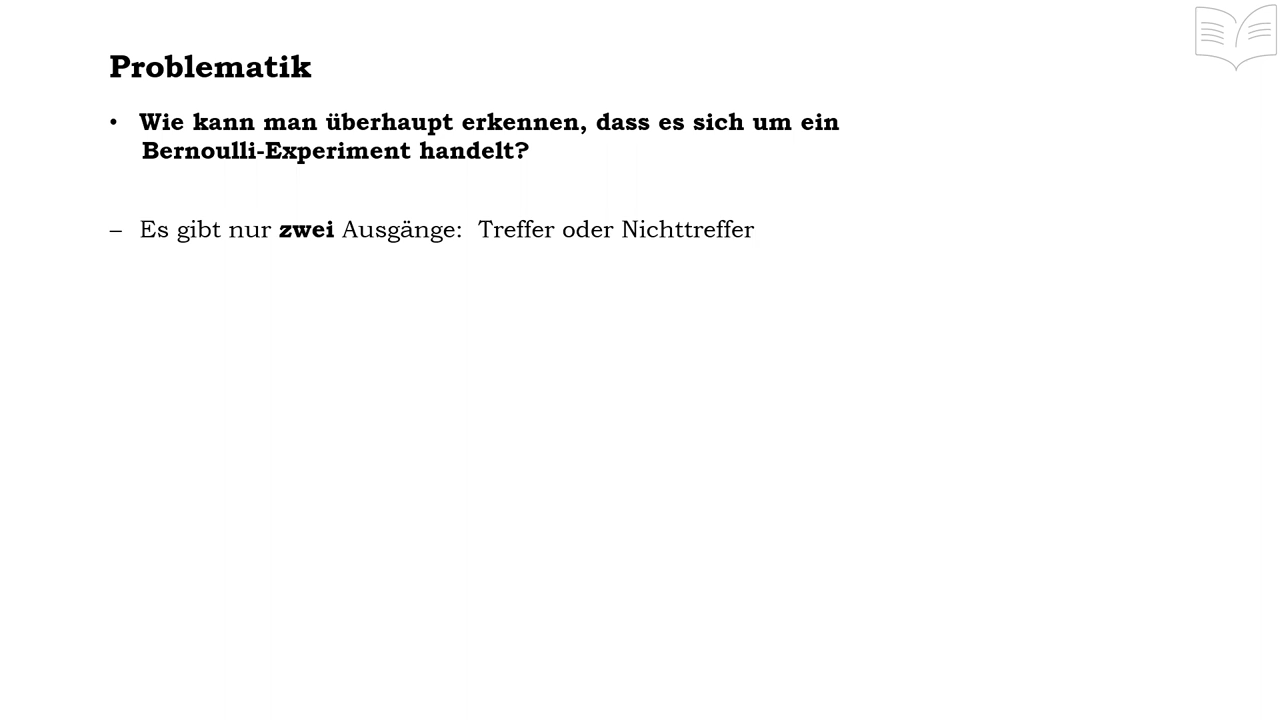 Problematik
• Wie kann man überhaupt erkennen, dass es sich um ein
Bernoulli-Experiment handelt?
– Es gibt nur zwei Ausgänge: Treffer oder Nichttreffer